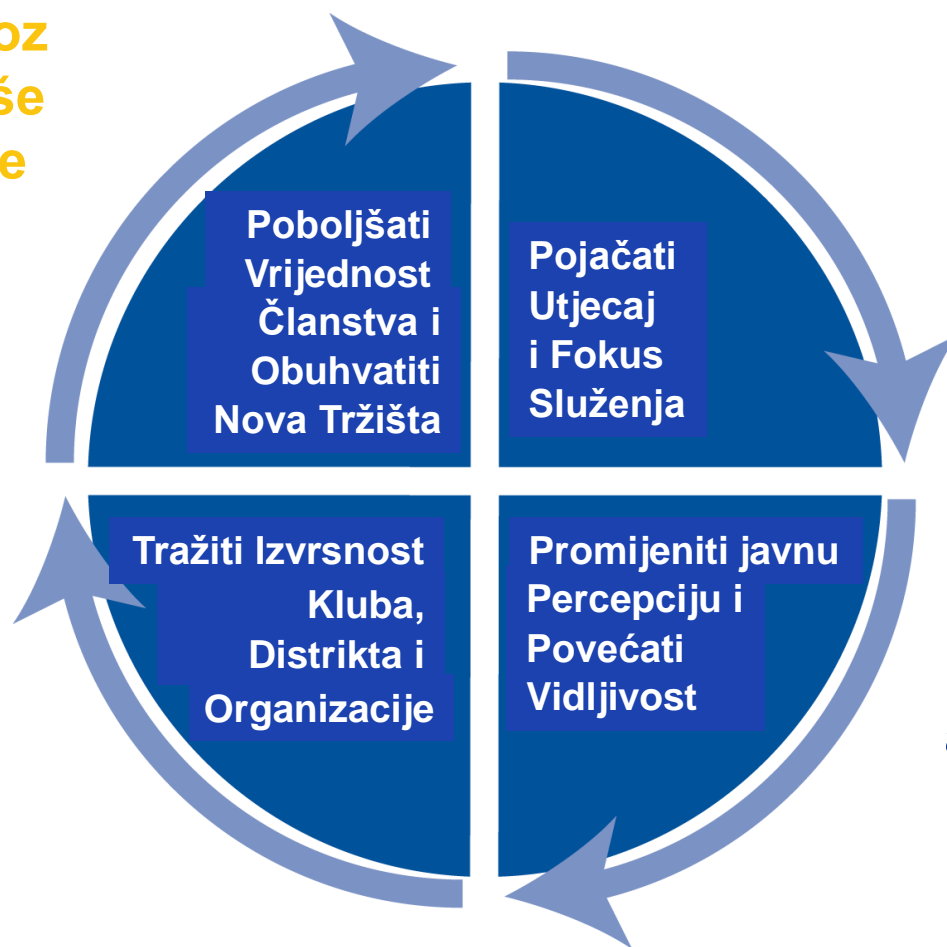 Poboljšati
Vrijednost
Članstva i
Obuhvatiti
Nova Tržišta
Pojačati
Utjecaj
i Fokus
Služenja
Tražiti Izvrsnost
Kluba,
Distrikta i
Organizacije
Promijeniti javnu
Percepciju i
Povećati
Vidljivost